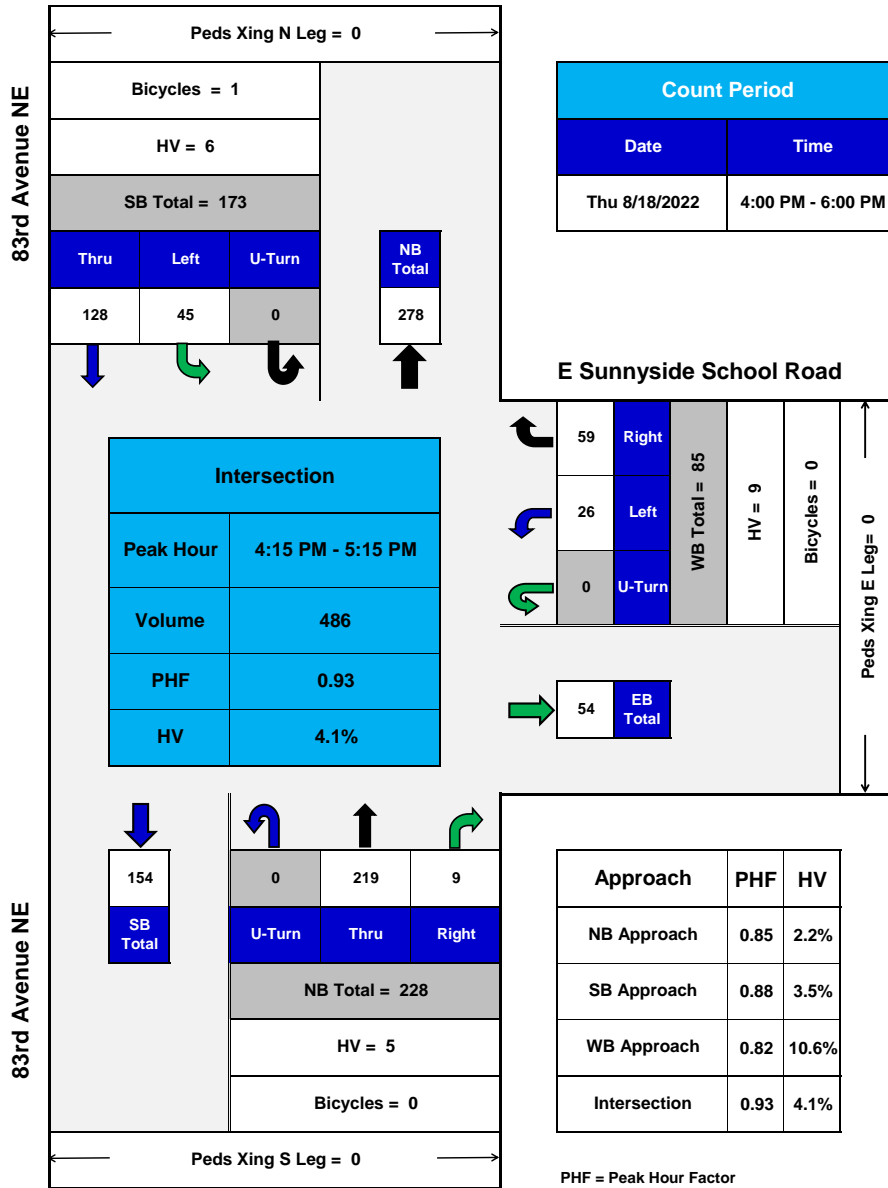 Peds Xing N Leg = 0
83rd Avenue NE
Bicycles = 1
HV = 6
SB Total = 173
Thru Left U-Turn
128 45 0
NB
Total
278
Count Period
Date Time
Thu 8/18/2022 4:00 PM - 6:00 PM
E Sunnyside School Road
59 Right
26 Left
0 U-Turn
WB Total = 85
HV = 9
Bicycles = 0
Peds Xing E Leg= 0
54 EB
Total
Intersection
Peak Hour 4:15 PM - 5:15 PM
Volume 486
PHF 0.93
HV 4.1%
83rd Avenue NE
154
SB
Total
0 219 9
U-Turn Thru Right
NB Total = 228
HV = 5
Bicycles = 0
Peds Xing S Leg = 0
Approach PHF HV
NB Approach 0.85 2.2%
SB Approach 0.88 3.5%
WB Approach 0.82 10.6%
Intersection 0.93 4.1%
PHF = Peak Hour Factor